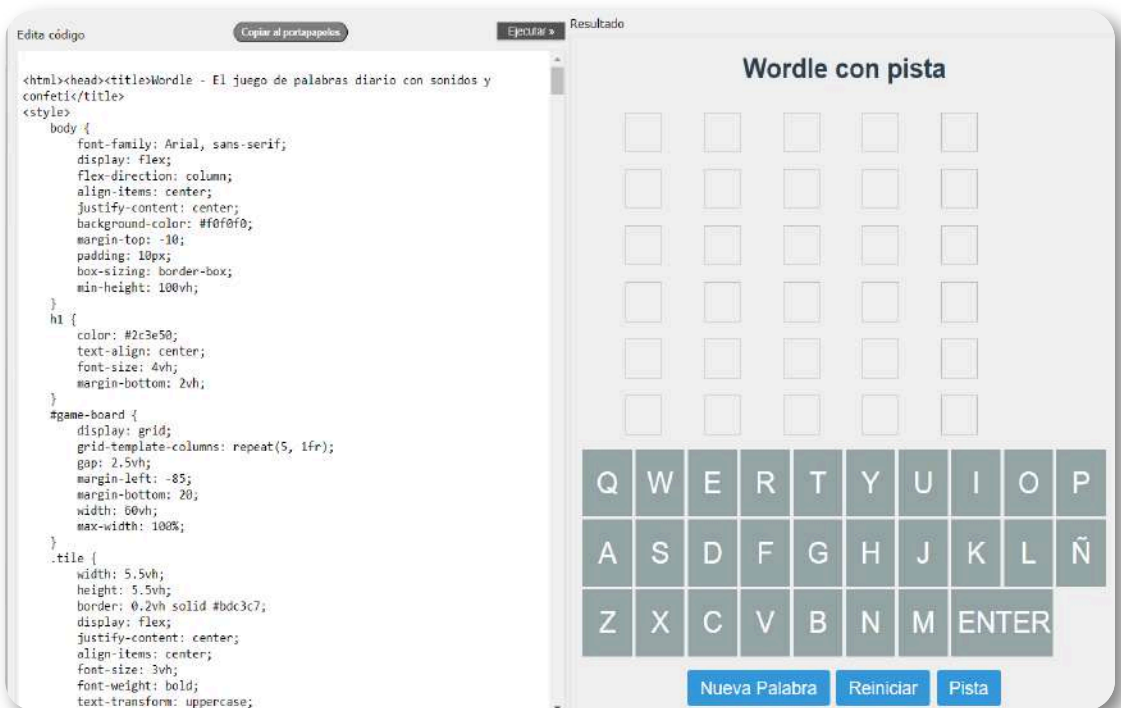 Edita código
Copiar al portapapeles
Ejecutar »
<html><head><title>Wordle - El juego de palabras diario con sonidos y
confeti</title>
<style>
body {
font-family: Arial, sans-serif;
display: flex;
flex-direction: column;
align-items: center;
justify-content: center;
background-color: #f0f0f0;
margin-top: -10;
padding: 10px;
box-sizing: border-box;
min-height: 100vh;
}
h1 {
color: #2c3e50;
text-align: center;
font-size: 4vh;
margin-bottom: 2vh;
}
#game-board {
display: grid;
grid-template-columns: repeat(5, 1fr);
gap: 2.5vh;
margin-left: -85;
margin-bottom: 20;
width: 60vh;
max-width: 100%;
}
.tile {
width: 5.5vh;
height: 5.5vh;
border: 0.2vh solid #bdc3c7;
display: flex;
justify-content: center;
align-items: center;
font-size: 3vh;
font-weight: bold;
text-transform: uppercase;
Resultado
Wordle con pista
Q W E R T Y U I O P
A S D F G H J K L Ñ
Z X C V B N M ENTER
Nueva Palabra Reiniciar Pista